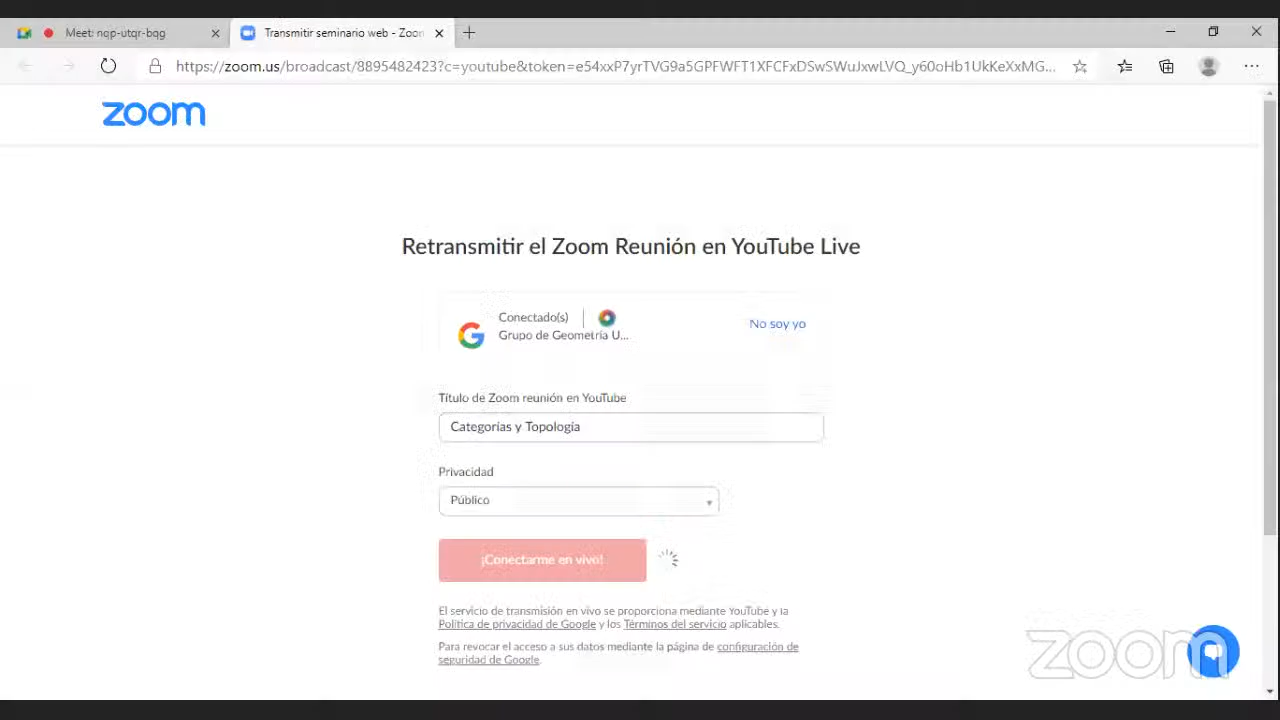 Meet: nqp-utqr-bqg
Transmitir seminario web - Zoom
https://zoom.us/broadcast/8895482423?c=youtube&token=e54xxP7yrTVG9a5GPFWFT1XFCFxDSwSWuJxwLVQ_y60oHb1UkKeXxMG...
zoom
Retransmitir el Zoom Reunión en YouTube Live
Conectado(s)
Grupo de Geometría U...
No soy yo
Título de Zoom reunión en YouTube
Categorías y Topología
Privacidad
Público
¡Conectarme en vivo!
El servicio de transmisión en vivo se proporciona mediante YouTube y la
Política de privacidad de Google y los Términos del servicio aplicables.
Para revocar el acceso a sus datos mediante la página de configuración de
seguridad de Google.
zoom